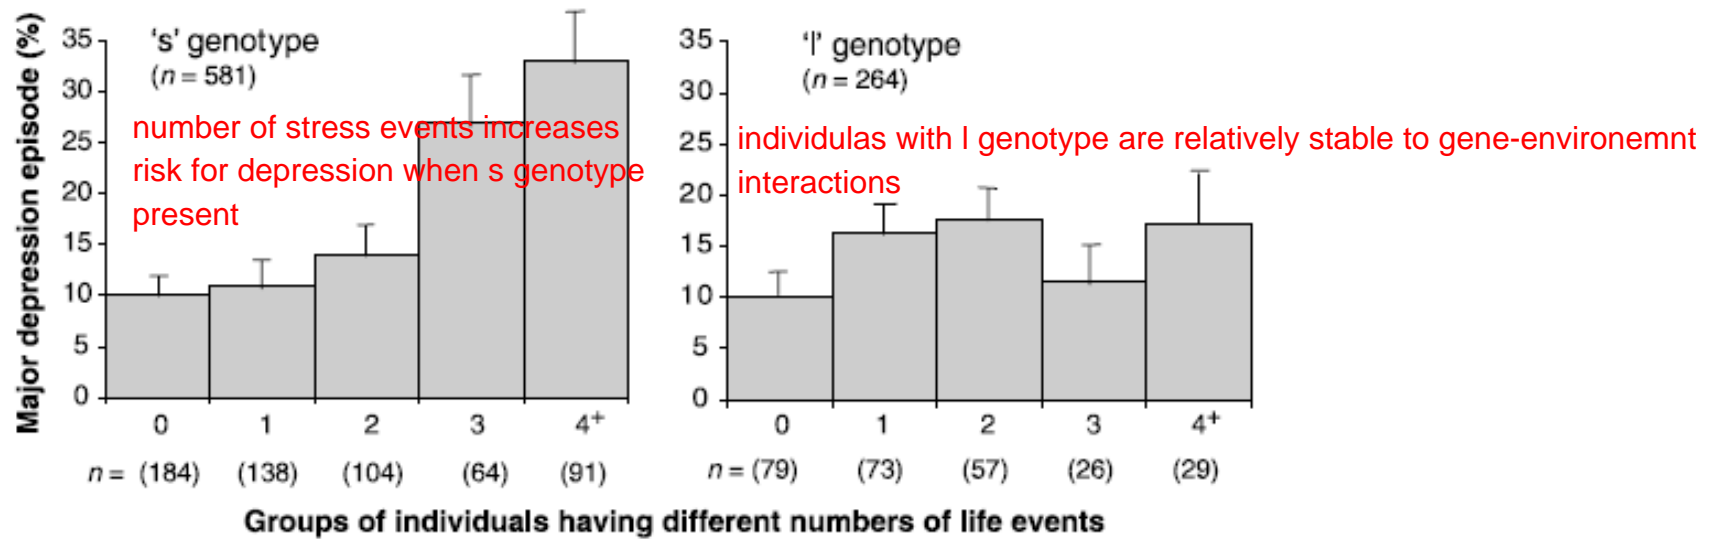 Major depression episode (%)
35
30
25
20
15
10
5
0
's' genotype
(n = 581)
number of stress events increases
risk for depression when s genotype
present
0 1 2 3 4+
n = (184) (138) (104) (64) (91)
35
30
25
20
15
10
5
0
'l' genotype
(n = 264)
individulas with l genotype are relatively stable to gene-environemnt
interactions
0 1 2 3 4+
n = (79) (73) (57) (26) (29)
Groups of individuals having different numbers of life events